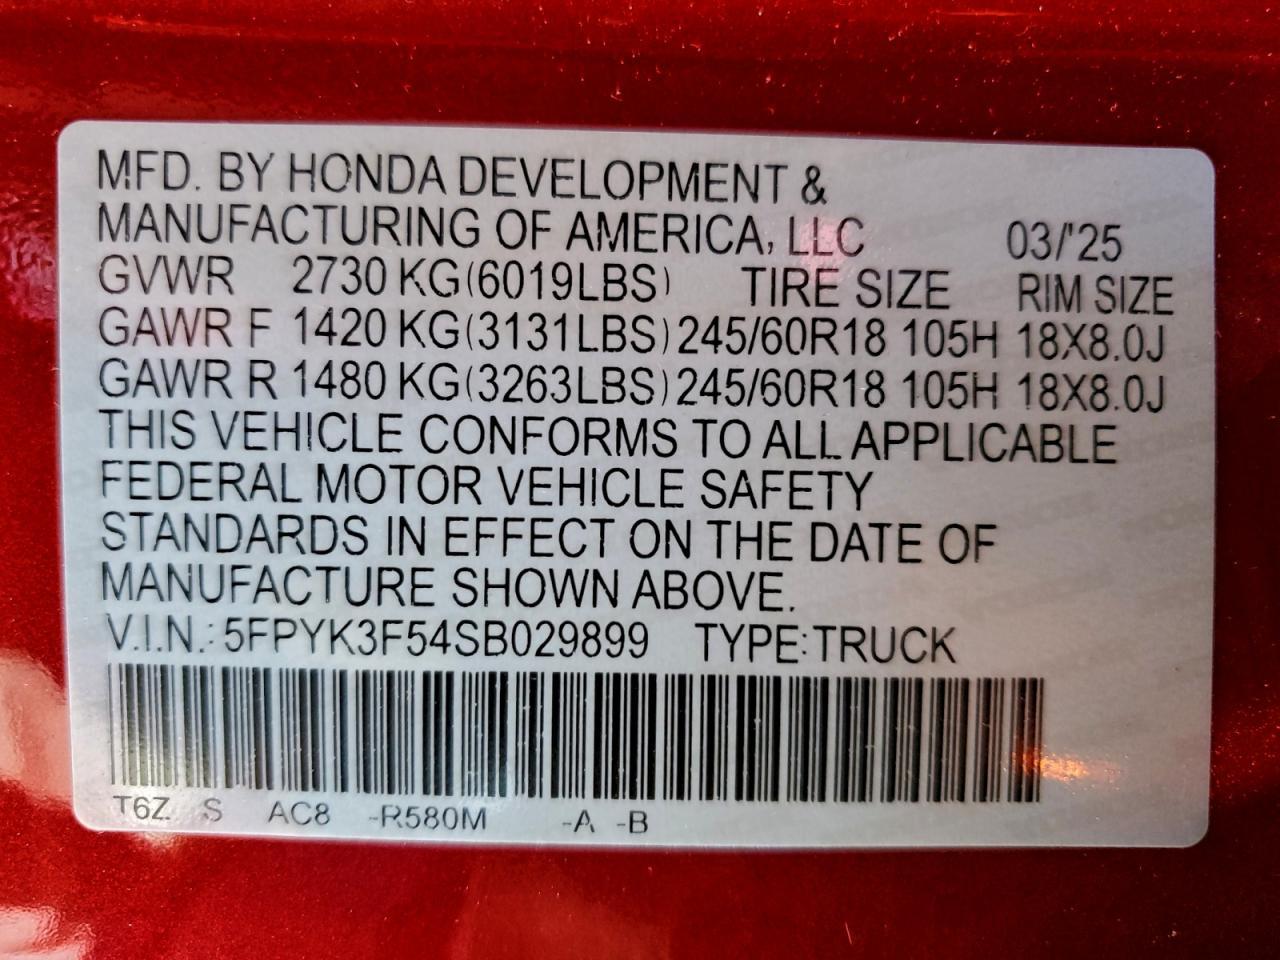 MFD. BY HONDA DEVELOPMENT &
MANUFACTURING OF AMERICA, LLC 03/'25
GVWR 2730 KG(6019LBS) TIRE SIZE RIM SIZE
GAWR F 1420 KG(3131LBS) 245/60R18 105H 18X8.0J
GAWR R 1480 KG(3263LBS) 245/60R18 105H 18X8.0J
THIS VEHICLE CONFORMS TO ALL APPLICABLE
FEDERAL MOTOR VEHICLE SAFETY
STANDARDS IN EFFECT ON THE DATE OF
MANUFACTURE SHOWN ABOVE.
V.I.N.: 5FPYK3F54SB029899 TYPE:TRUCK
T6Z S AC8 -R580M -A -B